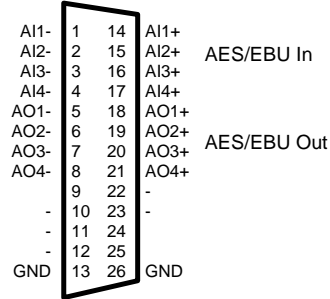 AI1- 1 14 AI1+
AI2- 2 15 AI2+ AES/EBU In
AI3- 3 16 AI3+
AI4- 4 17 AI4+
AO1- 5 18 AO1+
AO2- 6 19 AO2+
AO3- 7 20 AO3+ AES/EBU Out
AO4- 8 21 AO4+
9 22 -
- 10 23 -
- 11 24
- 12 25
GND 13 26 GND